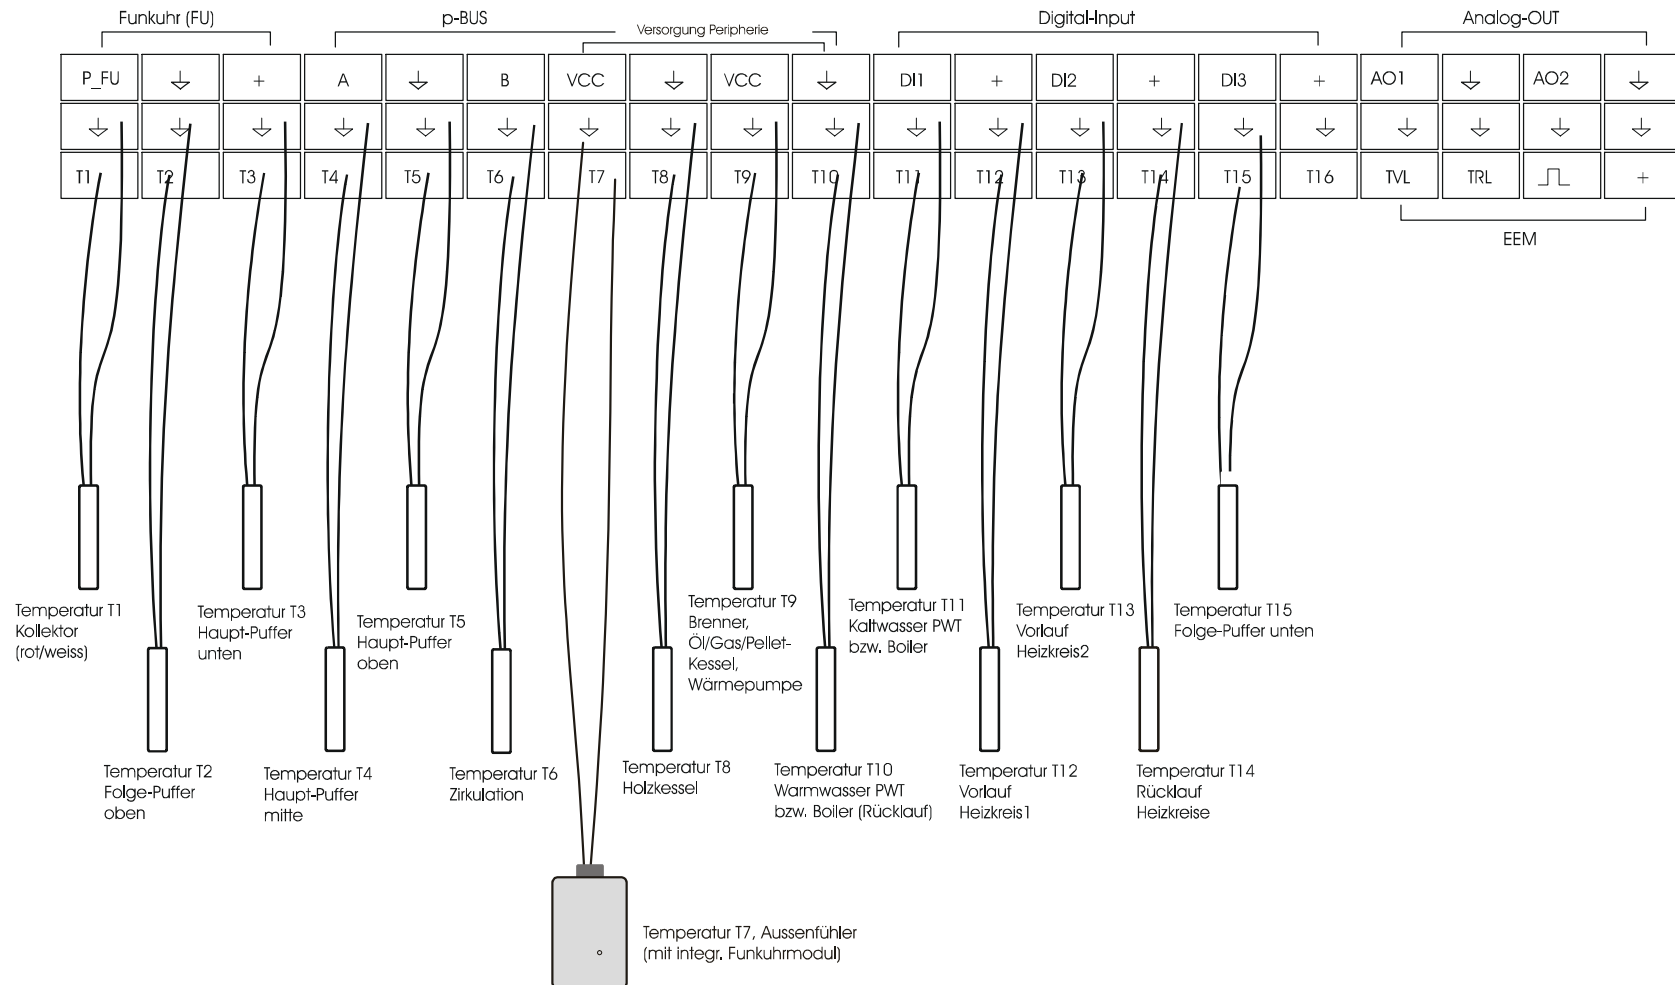 Funkuhr (FU)
p-BUS
Versorgung Peripherie
Digital-Input
Analog-OUT
P_FU + A B VCC VCC DI1 + DI2 + DI3 + AO1 AO2
T1 T2 T3 T4 T5 T6 T7 T8 T9 T10 T11 T12 T13 T14 T15 T16 TVL TRL +
EEM
Temperatur T1
Kollektor
(rot/weiss)
Temperatur T2
Folge-Puffer
oben
Temperatur T3
Haupt-Puffer
unten
Temperatur T4
Haupt-Puffer
mitte
Temperatur T5
Haupt-Puffer
oben
Temperatur T6
Zirkulation
Temperatur T7, Aussenfühler
(mit integr. Funkuhrmodul)
Temperatur T8
Holzkessel
Temperatur T9
Brenner,
Öl/Gas/Pellet-
Kessel,
Wärmepumpe
Temperatur T10
Warmwasser PWT
bzw. Boiler (Rücklauf)
Temperatur T11
Kaltwasser PWT
bzw. Boiler
Temperatur T12
Vorlauf
Heizkreis1
Temperatur T13
Vorlauf
Heizkreis2
Temperatur T14
Rücklauf
Heizkreise
Temperatur T15
Folge-Puffer unten